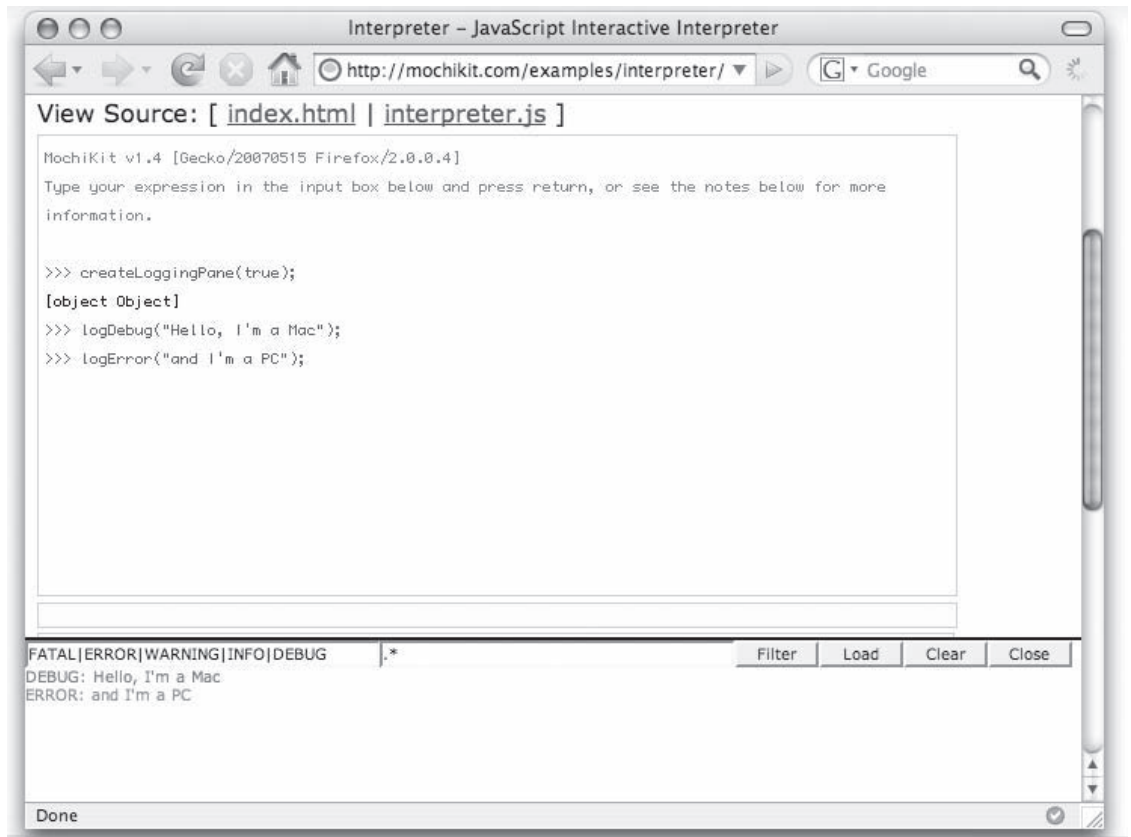 Interpreter – JavaScript Interactive Interpreter
http://mochikit.com/examples/interpreter/
G Google
View Source: [ index.html | interpreter.js ]
MochiKit v1.4 [Gecko/20070515 Firefox/2.0.0.4]
Type your expression in the input box below and press return, or see the notes below for more
information.
>>> createLoggingPane(true);
[object Object]
>>> logDebug("Hello, I'm a Mac");
>>> logError("and I'm a PC");
FATAL|ERROR|WARNING|INFO|DEBUG .* Filter Load Clear Close
DEBUG: Hello, I'm a Mac
ERROR: and I'm a PC
Done